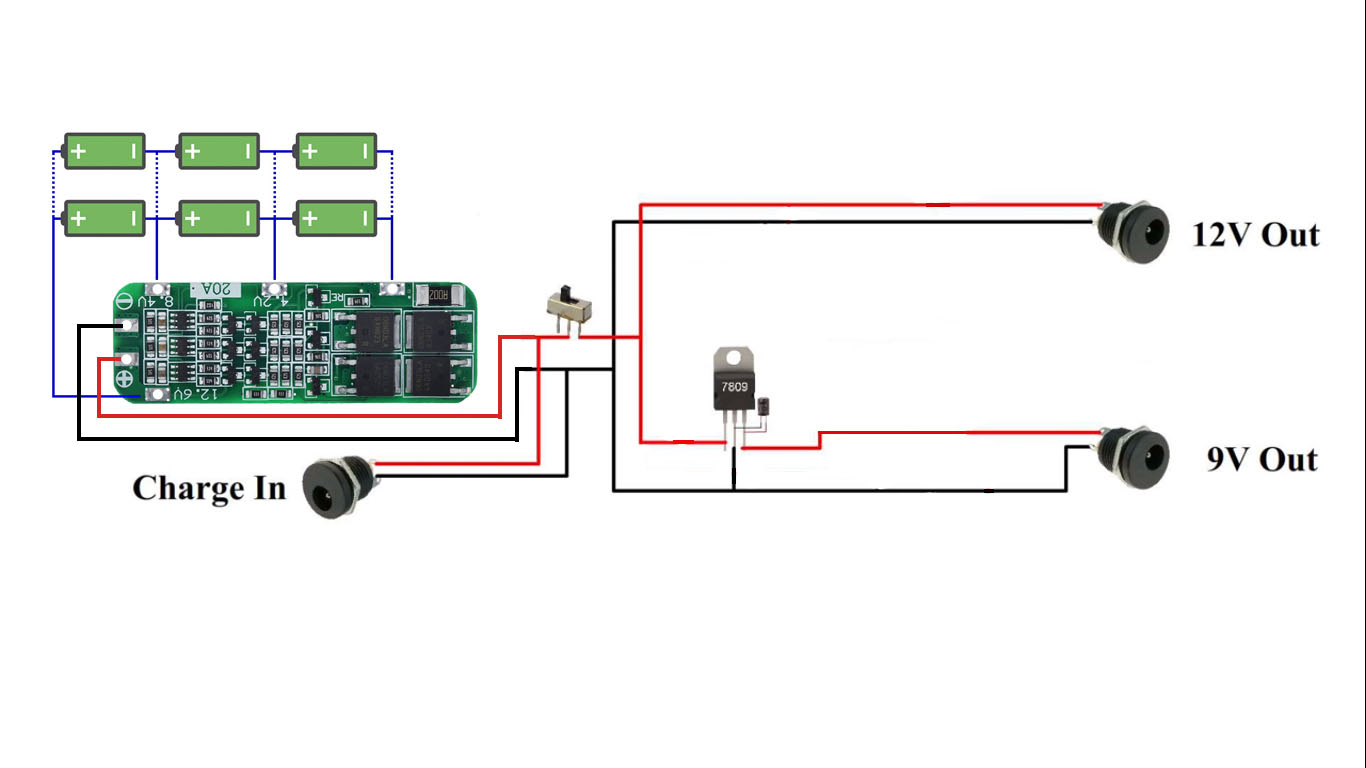 +
+
+
+
+
+
20A
8.4V
4.2V
R002
12.6V
7809
12V Out
9V Out
Charge In